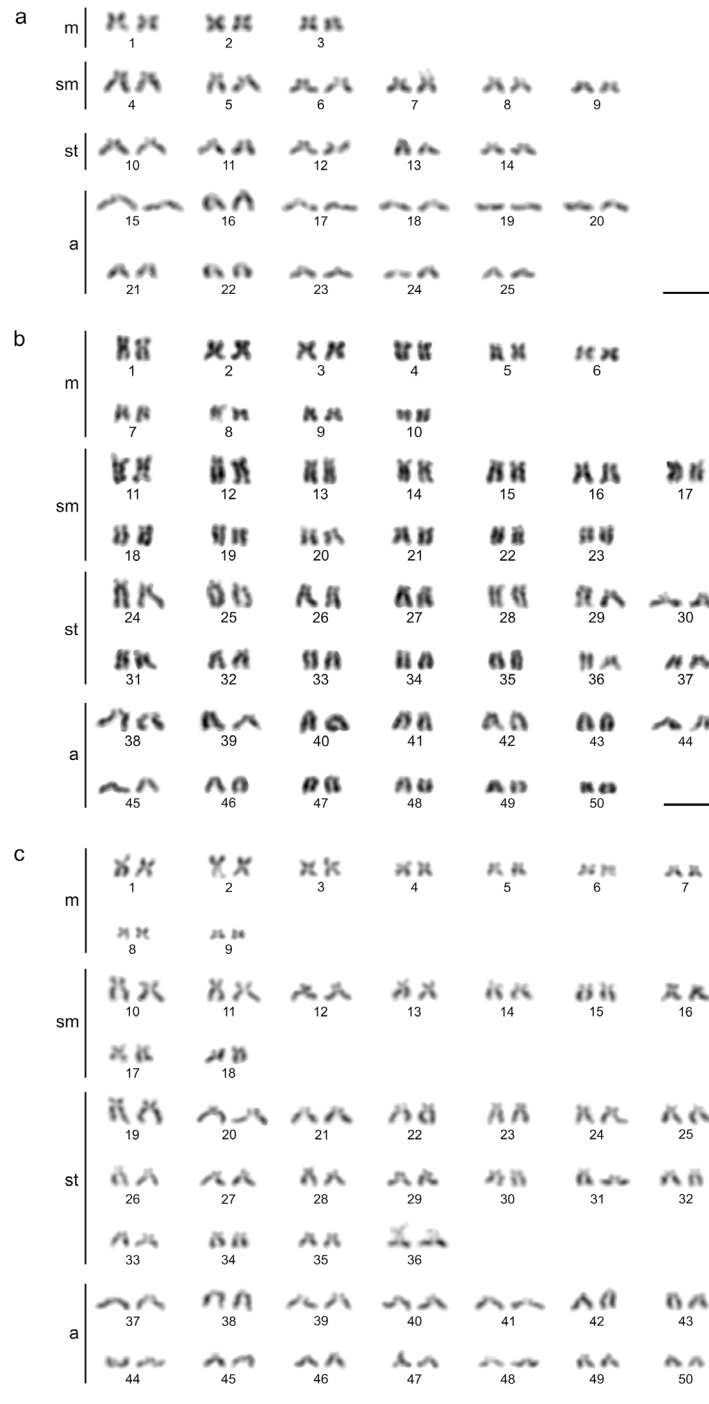 a
m
1 2 3
sm
4 5 6 7 8 9
st
10 11 12 13 14
a
15 16 17 18 19 20
21 22 23 24 25
b
m
1 2 3 4 5 6
7 8 9 10
sm
11 12 13 14 15 16 17
18 19 20 21 22 23
st
24 25 26 27 28 29 30
31 32 33 34 35 36 37
a
38 39 40 41 42 43 44
45 46 47 48 49 50
c
m
1 2 3 4 5 6 7
8 9
sm
10 11 12 13 14 15 16
17 18
st
19 20 21 22 23 24 25
26 27 28 29 30 31 32
33 34 35 36
a
37 38 39 40 41 42 43
44 45 46 47 48 49 50